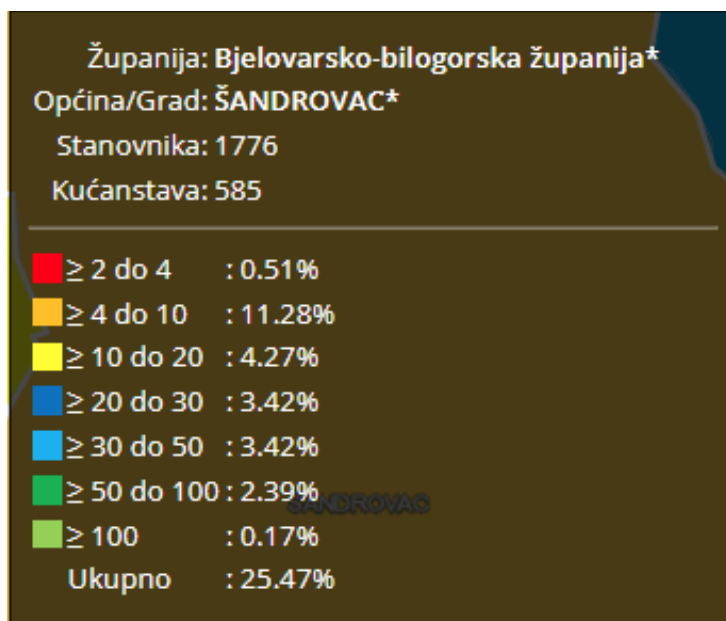 Županija: Bjelovarsko-bilogorska županija*
Općina/Grad: ŠANDROVAC*
Stanovnika: 1776
Kućanstava: 585
≥ 2 do 4 : 0.51%
≥ 4 do 10 : 11.28%
≥ 10 do 20 : 4.27%
≥ 20 do 30 : 3.42%
≥ 30 do 50 : 3.42%
≥ 50 do 100 : 2.39%
ŠANDROVAC
≥ 100 : 0.17%
Ukupno : 25.47%